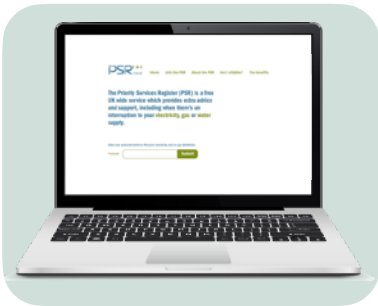 PSR
Home Join the PSR About the PSR Am I eligible? The benefits
The Priority Services Register (PSR) is a free
UK wide service which provides extra advice
and support, including when there's an
interruption to your electricity, gas or water
supply.
Submit